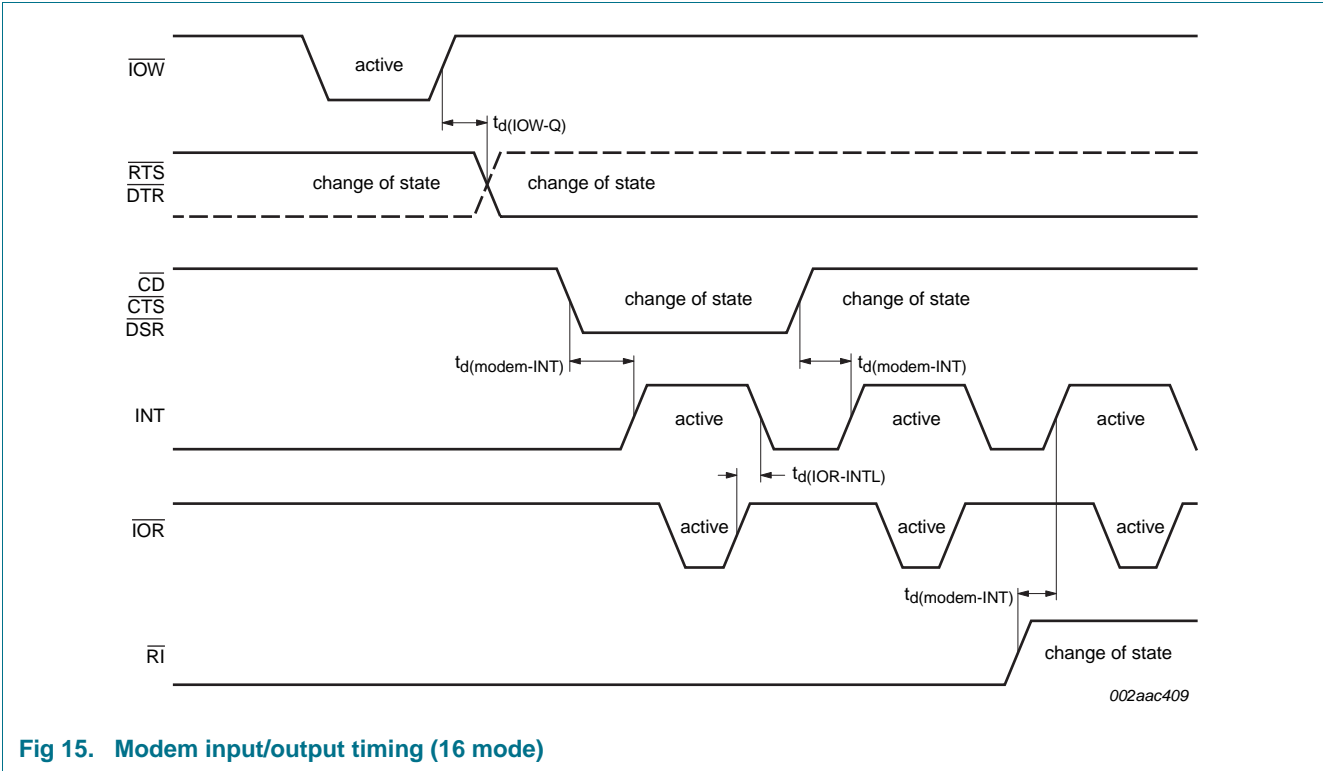 IOW
active
td(IOW-Q)
RTS
DTR
change of state
change of state
CD
CTS
DSR
change of state
change of state
td(modem-INT)
td(modem-INT)
INT
active
active
active
td(IOR-INTL)
IOR
active
active
active
td(modem-INT)
RI
change of state
002aac409
Fig 15. Modem input/output timing (16 mode)